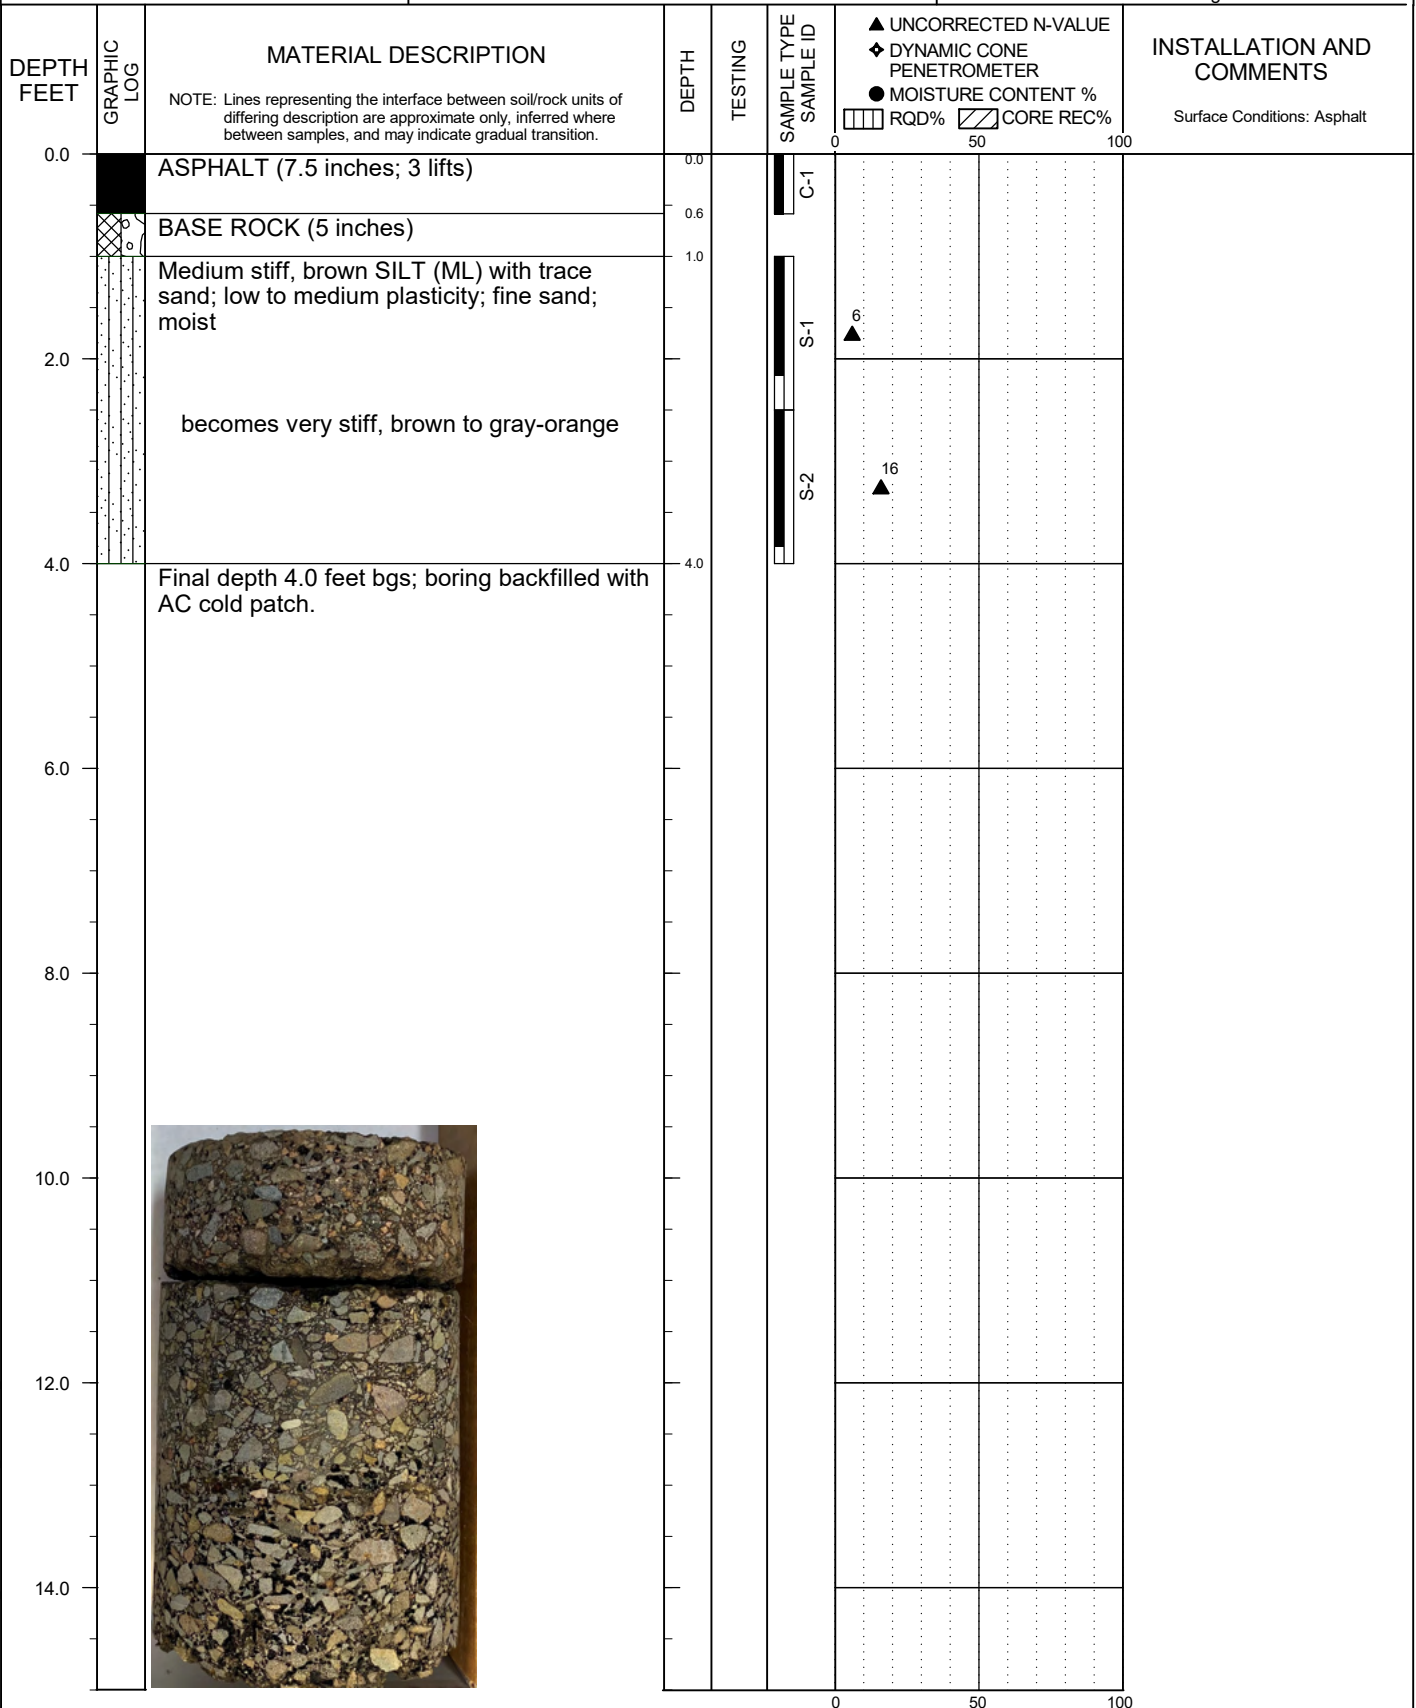 DEPTH
FEET
GRAPHIC
LOG
MATERIAL DESCRIPTION
NOTE: Lines representing the interface between soil/rock units of
differing description are approximate only, inferred where
between samples, and may indicate gradual transition.
DEPTH
TESTING
SAMPLE TYPE
SAMPLE ID
▲ UNCORRECTED N-VALUE
DYNAMIC CONE
PENETROMETER
● MOISTURE CONTENT %
RQD% CORE REC%
0 50 100
INSTALLATION AND
COMMENTS
Surface Conditions: Asphalt
0.0
ASPHALT (7.5 inches; 3 lifts)
0.0
C-1
0.6
BASE ROCK (5 inches)
1.0
Medium stiff, brown SILT (ML) with trace
sand; low to medium plasticity; fine sand;
moist
S-1
6
2.0
becomes very stiff, brown to gray-orange
S-2
16
4.0
4.0
Final depth 4.0 feet bgs; boring backfilled with
AC cold patch.
6.0
8.0
10.0
12.0
14.0
0 50 100